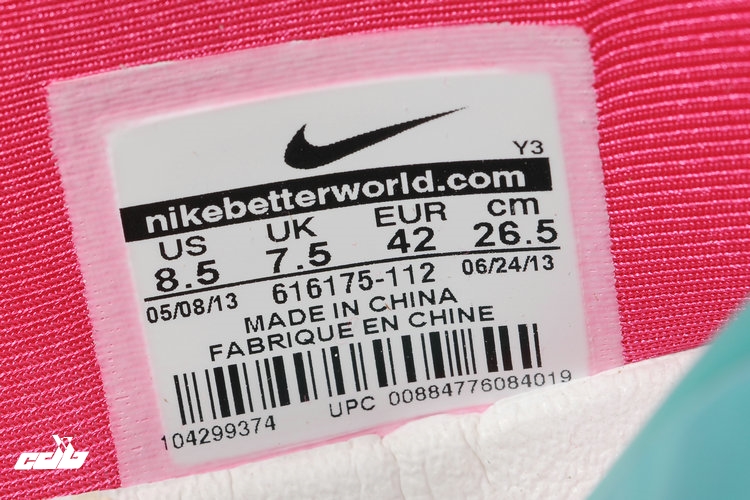 Y3
nikebetterworld.com
US UK EUR cm
8.5 7.5 42 26.5
05/08/13 616175-112 06/24/13
MADE IN CHINA
FABRIQUE EN CHINE
104299374 UPC 00884776084019
cdb